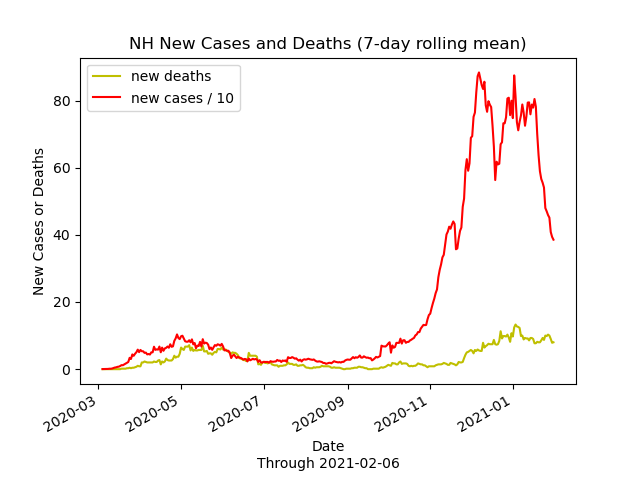 NH New Cases and Deaths (7-day rolling mean)
new deaths
new cases / 10
80
60
40
20
0
New Cases or Deaths
2020-03
2020-05
2020-07
2020-09
2020-11
2021-01
Date
Through 2021-02-06